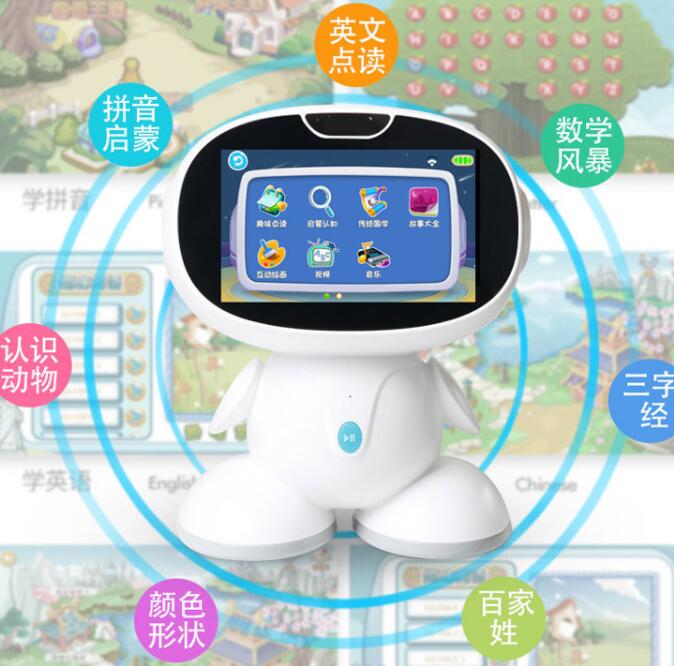 英文
点读
A B C D E F
拼音
启蒙
数学
风暴
学拼音
趣味点读
启蒙认知
传统国学
故事大全
互动绘画
视频
音乐
认识
动物
三字
经
学英语
English
Chinese
颜色
形状
百家
姓